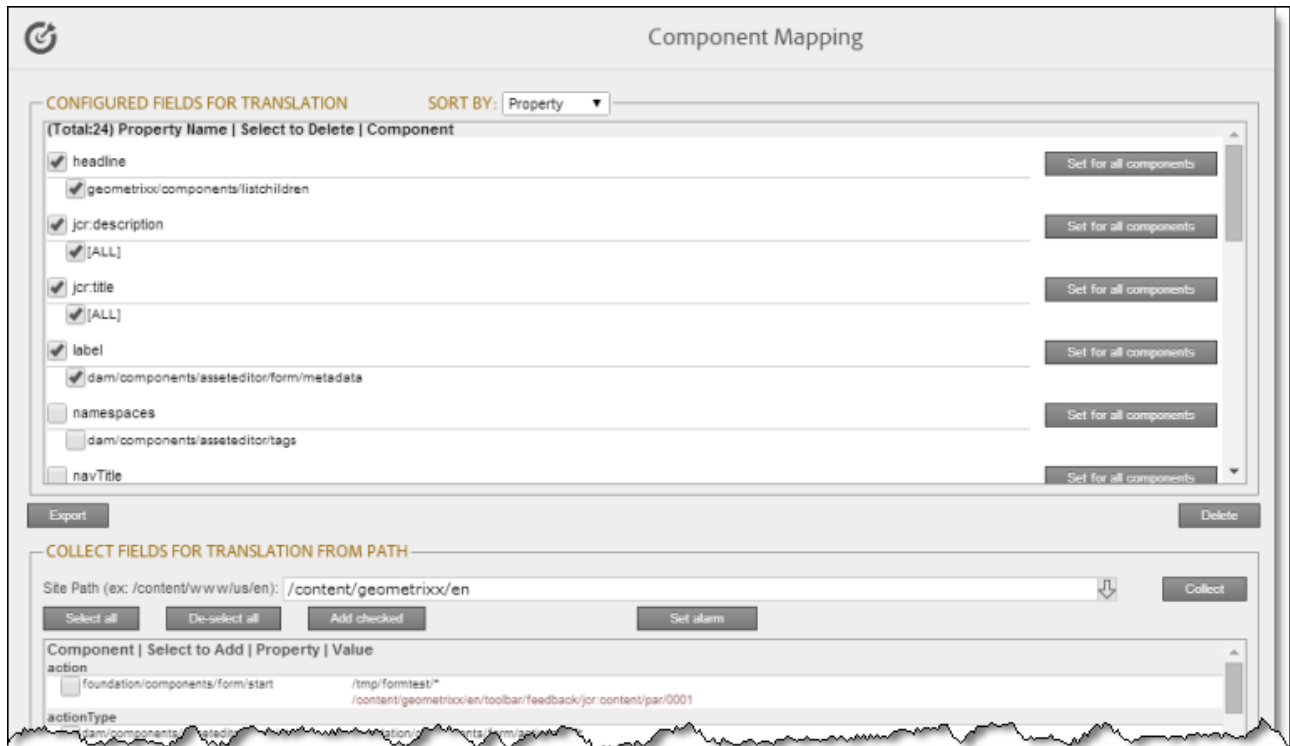 Component Mapping
CONFIGURED FIELDS FOR TRANSLATION SORT BY: Property
(Total:24) Property Name | Select to Delete | Component
headline Set for all components
geometrixx/components/listchildren
jcr:description Set for all components
[ALL]
jcr:title Set for all components
[ALL]
label Set for all components
dam/components/asseteditor/form/metadata
namespaces Set for all components
dam/components/asseteditor/tags
navTitle Set for all components
Export Delete
COLLECT FIELDS FOR TRANSLATION FROM PATH
Site Path (ex: /content/www/us/en): /content/geometrixx/en Collect
Select all De-select all Add checked Set alarm
Component | Select to Add | Property | Value
action
foundation/components/form/start /tmp/formtest/*
/content/geometrixx/en/toolbar/feedback/jcr:content/par/0001
actionType